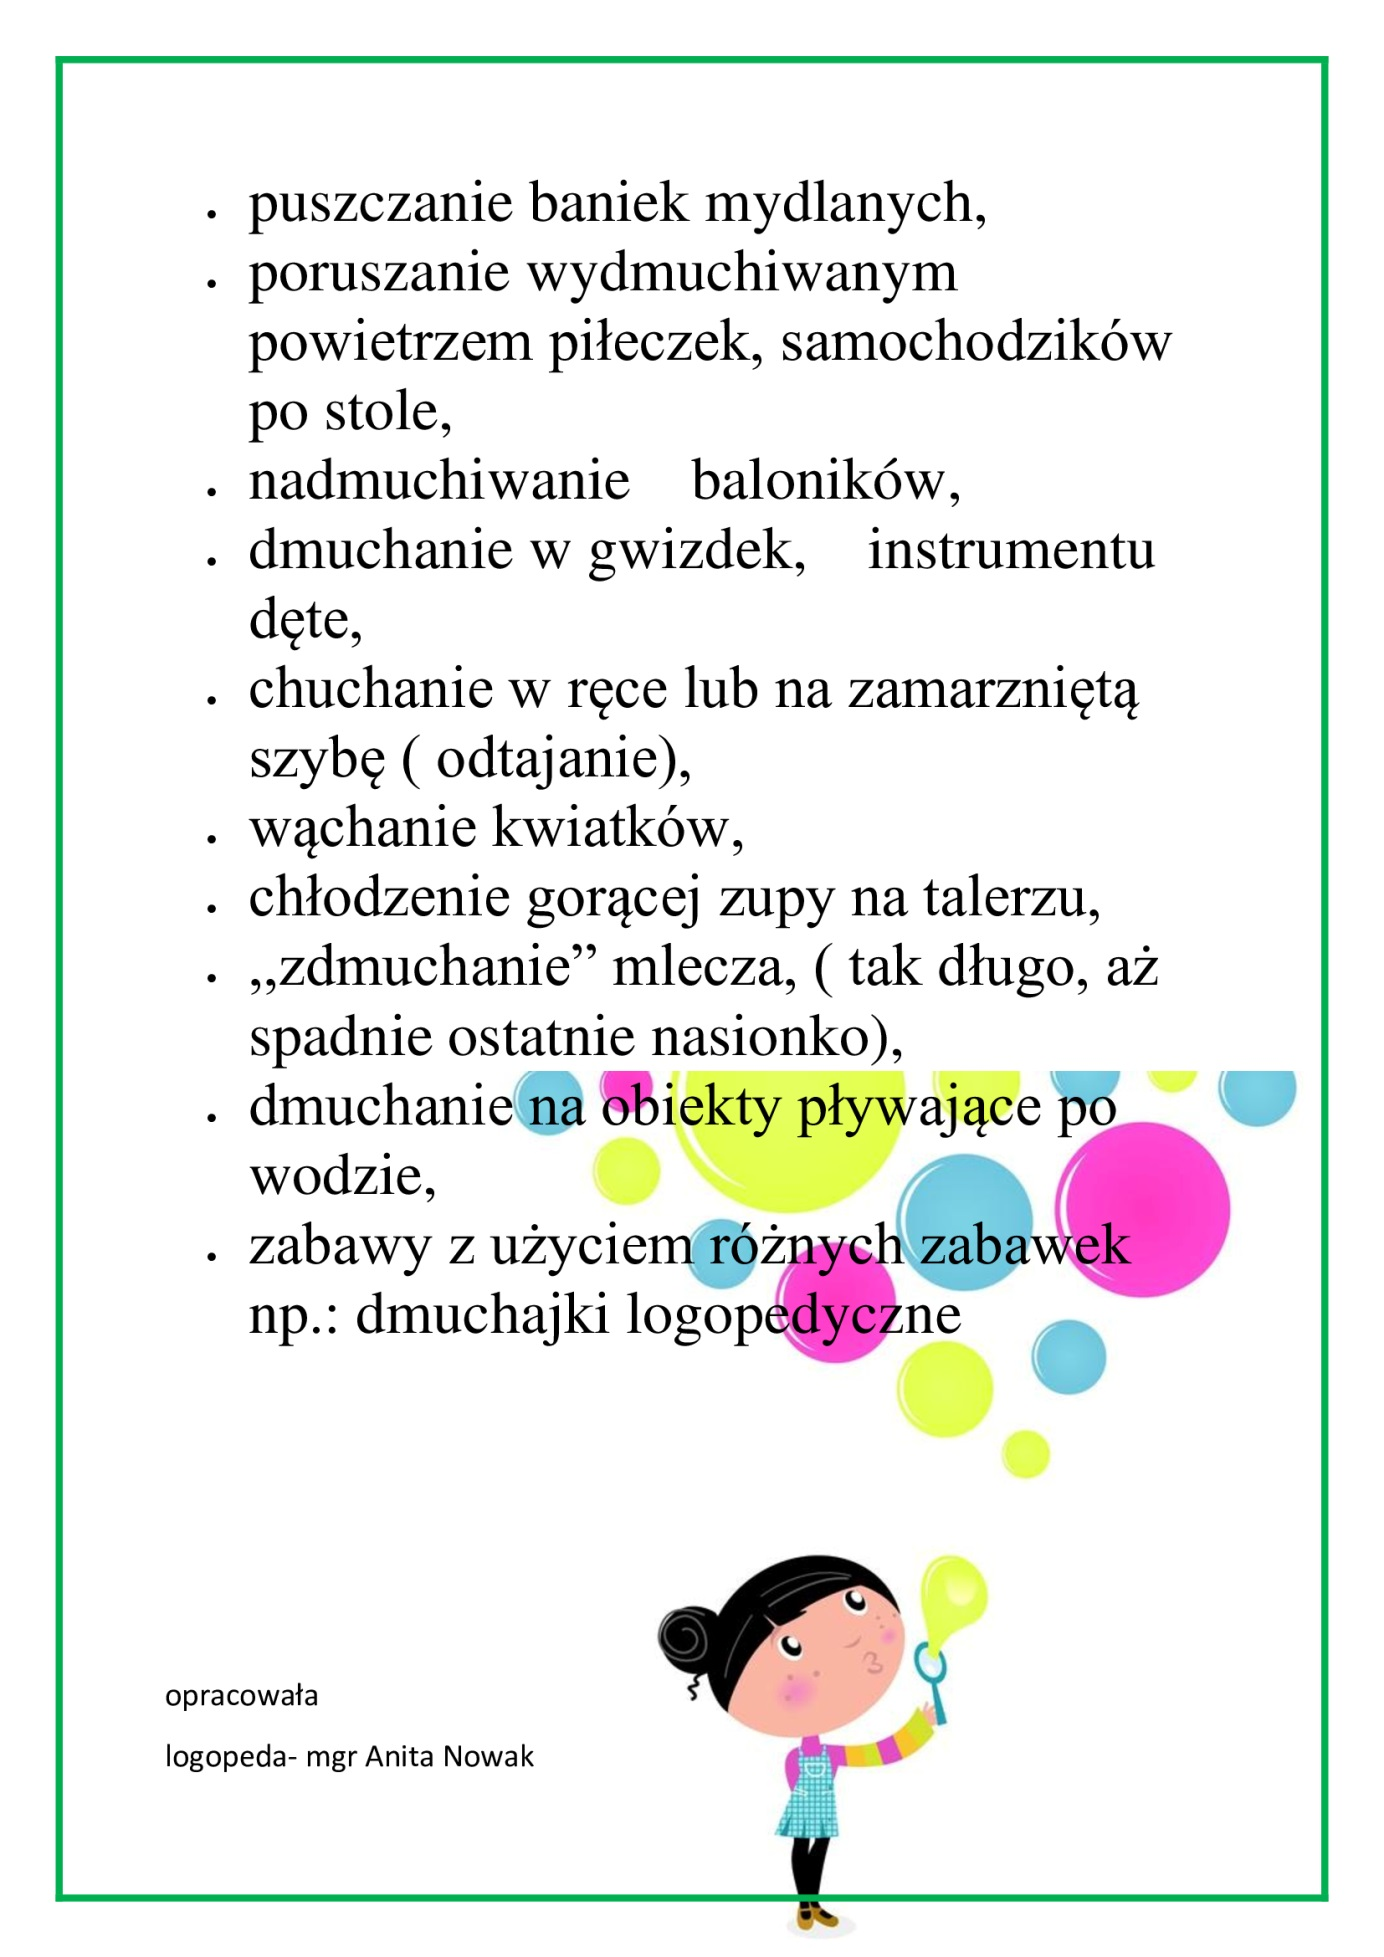 • puszczanie baniek mydlanych,
• poruszanie wydmuchiwanym
powietrzem piłeczek, samochodzików
po stole,
• nadmuchiwanie baloników,
• dmuchanie w gwizdek, instrumentu
dęte,
• chuchanie w ręce lub na zamarzniętą
szybę ( odtajanie),
• wąchanie kwiatków,
• chłodzenie gorącej zupy na talerzu,
• „zdmuchanie” mlecza, ( tak długo, aż
spadnie ostatnie nasionko),
• dmuchanie na obiekty pływające po
wodzie,
• zabawy z użyciem różnych zabawek
np.: dmuchajki logopedyczne
opracowała
logopeda- mgr Anita Nowak